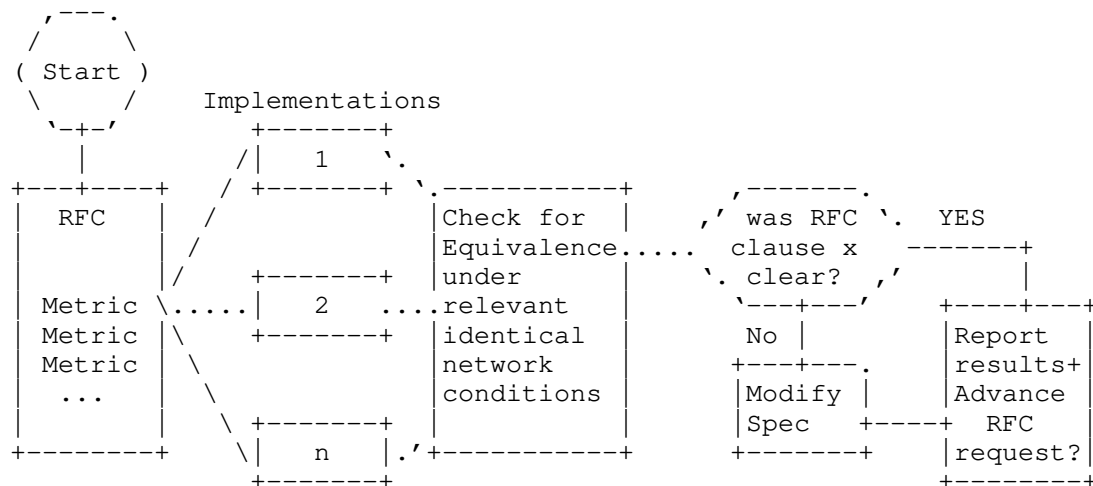 Start
Implementations
1
RFC
Metric
Metric
Metric
...
2
n
Check for
Equivalence
under
relevant
identical
network
conditions
was RFC
clause x
clear?
YES
No
Modify
Spec
Report
results+
Advance
RFC
request?